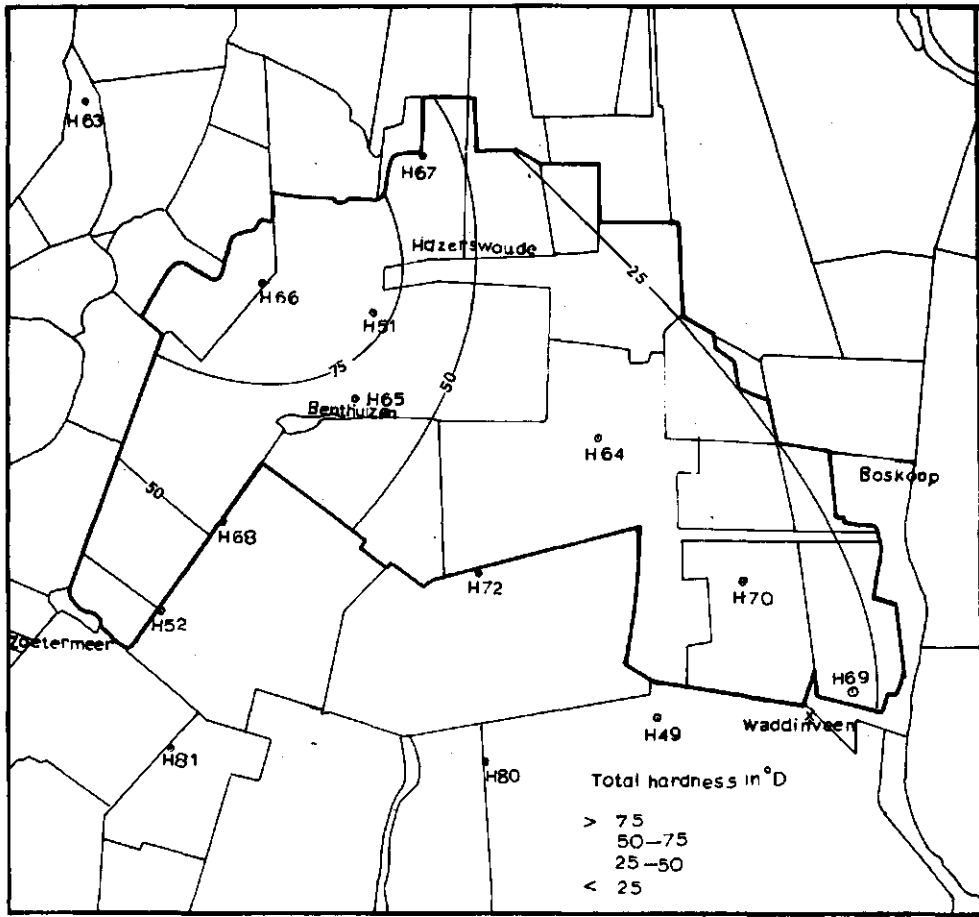 H63
H67
Hazerswoude
25
H66
H51
75
50
H65
Benthuizen
H64
Boskoop
50
H68
H72
H70
H52
Zoetermeer
H69
Waddinveen
H49
H81
H80
Total hardness in °D
> 75
50-75
25-50
< 25